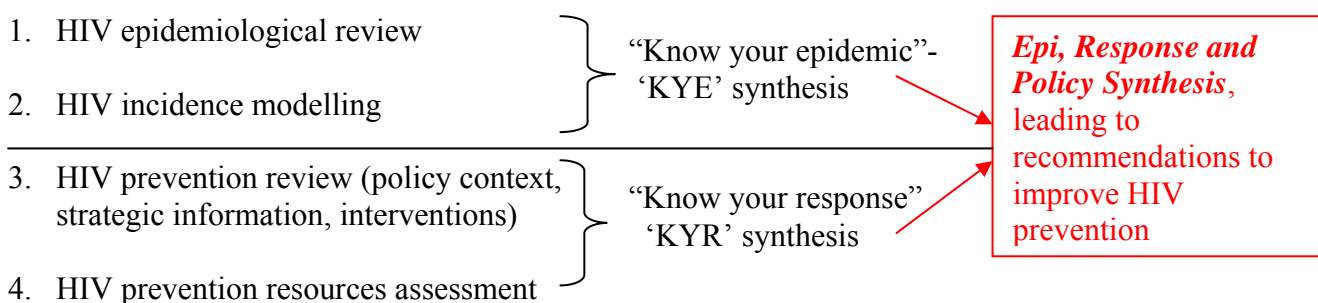 1. HIV epidemiological review
2. HIV incidence modelling
“Know your epidemic”-
‘KYE’ synthesis
3. HIV prevention review (policy context,
strategic information, interventions)
4. HIV prevention resources assessment
“Know your response”
‘KYR’ synthesis
Epi, Response and
Policy Synthesis,
leading to
recommendations to
improve HIV
prevention